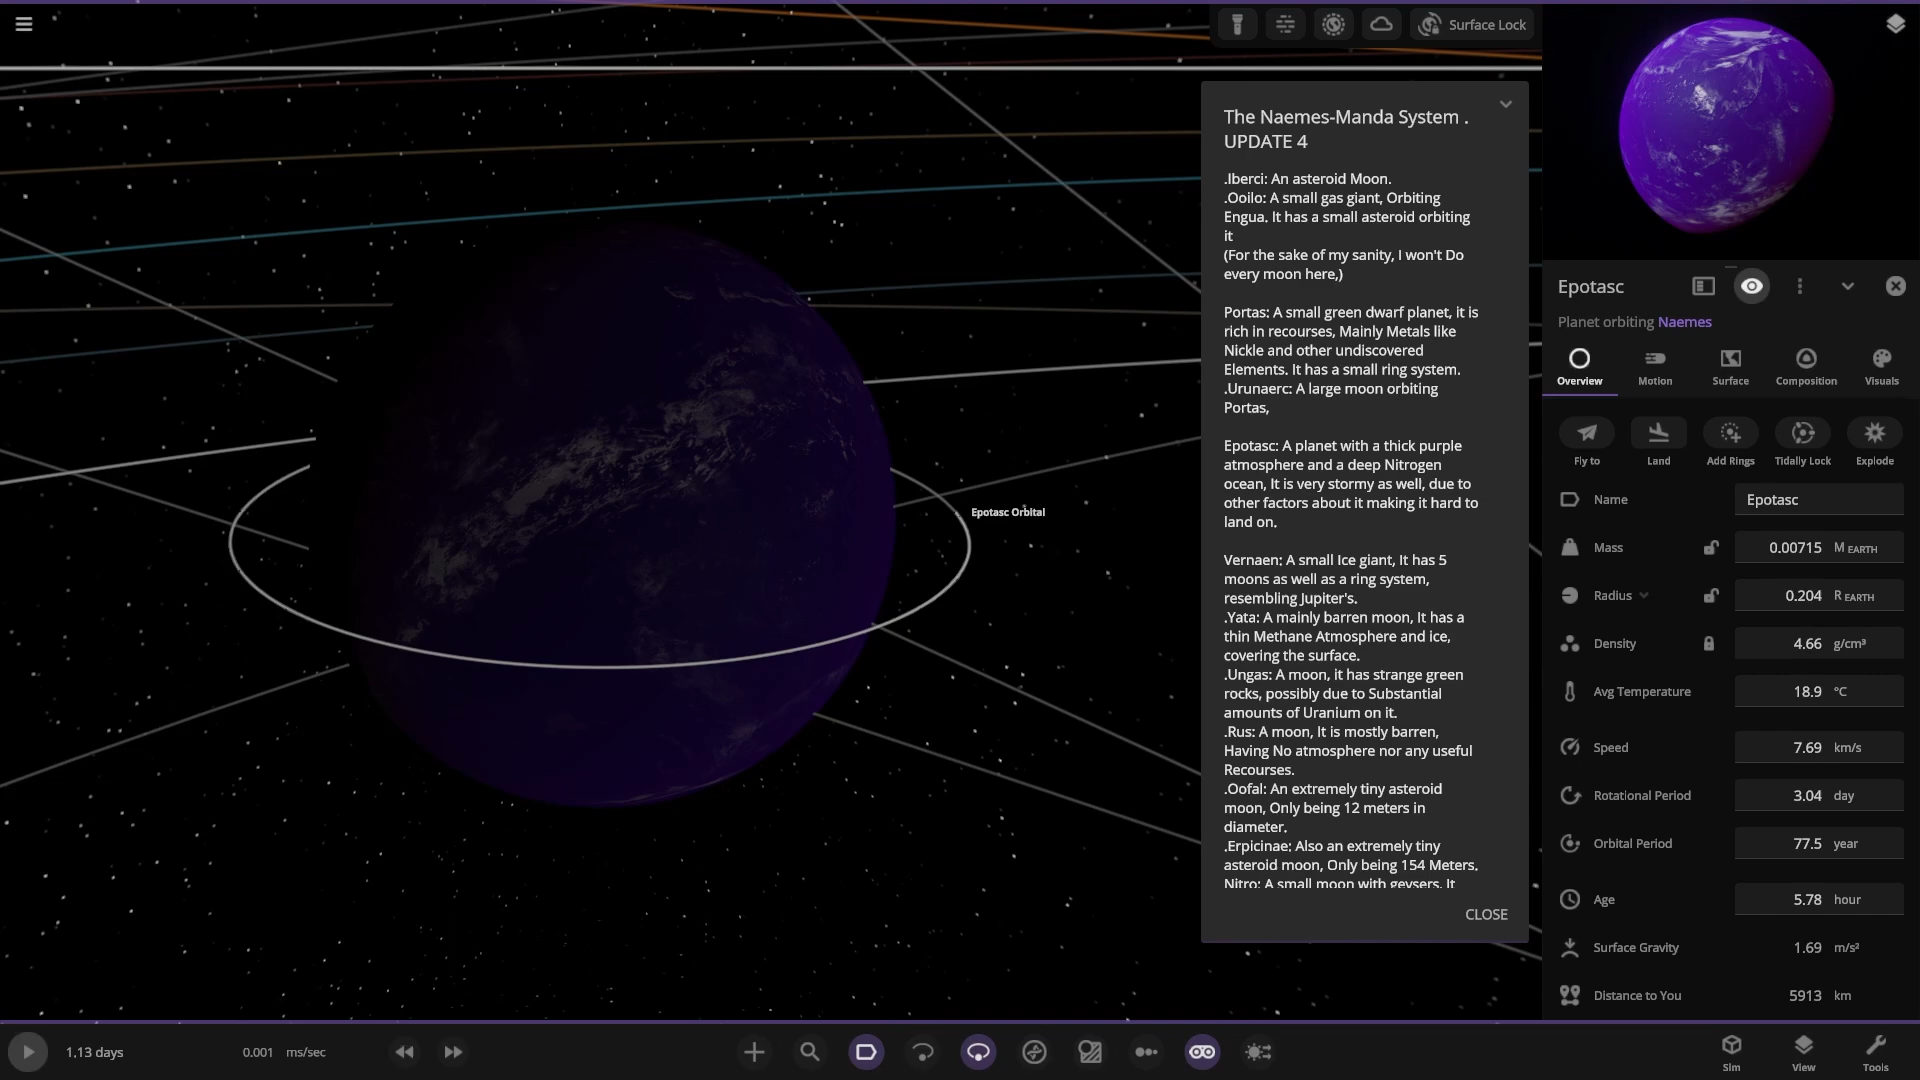 Surface Lock
The Naemes-Manda System .
UPDATE 4
.Iberci: An asteroid Moon.
.Ooilo: A small gas giant, Orbiting
Engua. It has a small asteroid orbiting
it
(For the sake of my sanity, I won't Do
every moon here,)
Portas: A small green dwarf planet, it is
rich in recourses, Mainly Metals like
Nickle and other undiscovered
Elements. It has a small ring system.
.Urunaerc: A large moon orbiting
Portas,
Epotasc: A planet with a thick purple
atmosphere and a deep Nitrogen
ocean, It is very stormy as well, due to
other factors about it making it hard to
land on.
Vernaen: A small Ice giant, It has 5
moons as well as a ring system,
resembling Jupiter's.
.Yata: A mainly barren moon, It has a
thin Methane Atmosphere and ice,
covering the surface.
.Ungas: A moon, it has strange green
rocks, possibly due to Substantial
amounts of Uranium on it.
.Rus: A moon, It is mostly barren,
Having No atmosphere nor any useful
Recourses.
.Oofal: An extremely tiny asteroid
moon, Only being 12 meters in
diameter.
.Erpicinae: Also an extremely tiny
asteroid moon, Only being 154 Meters.
Nitro: A small moon with geysers. It
CLOSE
Epotasc Orbital
Epotasc
Planet orbiting Naemes
Overview Motion Surface Composition Visuals
Fly to Land Add Rings Tidally Lock Explode
Name Epotasc
Mass 0.00715 M EARTH
Radius 0.204 R EARTH
Density 4.66 g/cm³
Avg Temperature 18.9 °C
Speed 7.69 km/s
Rotational Period 3.04 day
Orbital Period 77.5 year
Age 5.78 hour
Surface Gravity 1.69 m/s²
Distance to You 5913 km
1.13 days 0.001 ms/sec
Sim View Tools